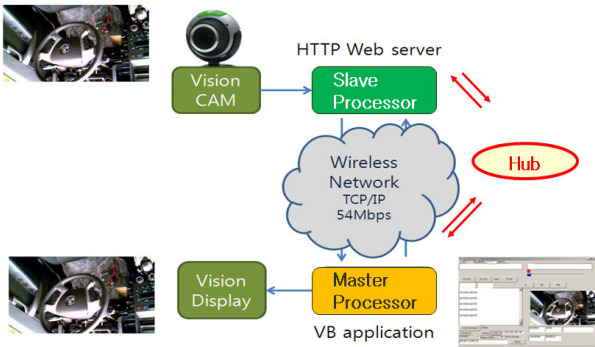 HTTP Web server
Vision
CAM
Slave
Processor
Wireless
Network
TCP/IP
54Mbps
Hub
Vision
Display
Master
Processor
VB application